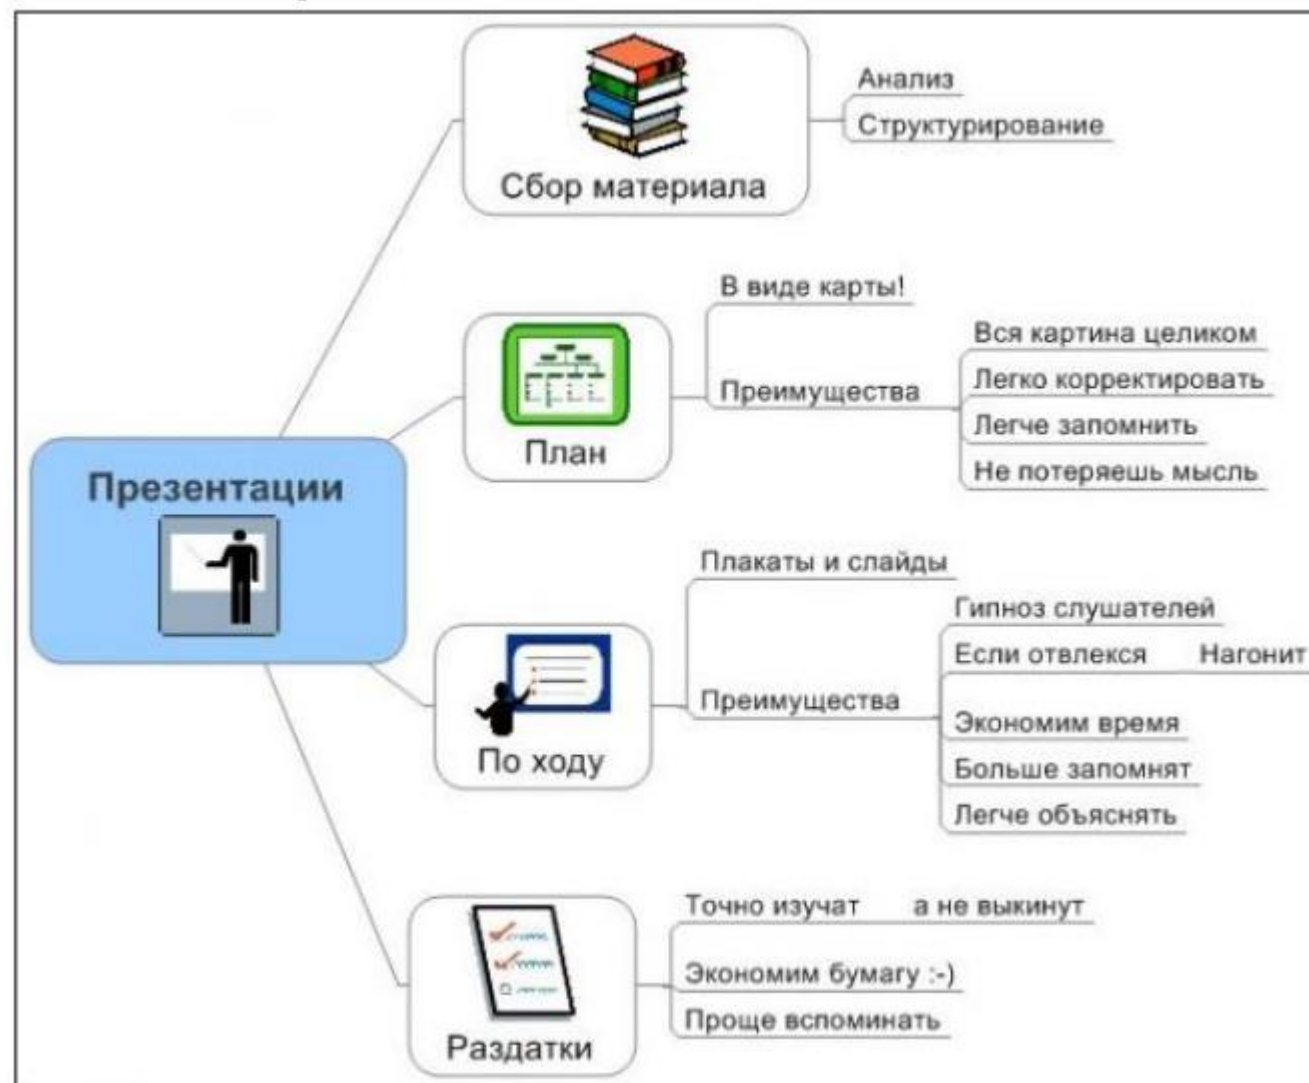 Презентации
Сбор материала
Анализ
Структурирование
План
В виде карты!
Преимущества
Вся картина целиком
Легко корректировать
Легче запомнить
Не потеряешь мысль
По ходу
Плакаты и слайды
Преимущества
Гипноз слушателей
Если отвлекся Нагонит
Экономим время
Больше запомнят
Легче объяснять
Раздатки
Точно изучат а не выкинут
Экономим бумагу :-)
Проще вспоминать